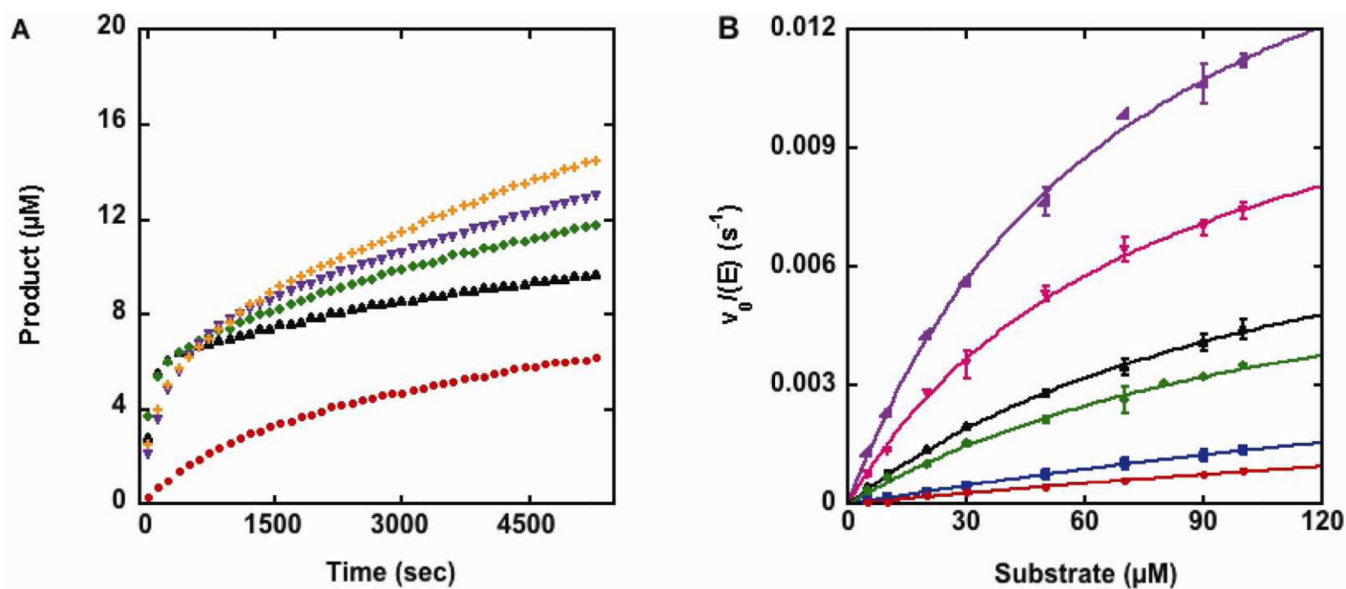 A
20
16
12
8
4
0
Product (µM)
0 1500 3000 4500
Time (sec)
B
0.012
0.009
0.006
0.003
0
V₀/(E) (s⁻¹)
0 30 60 90 120
Substrate (µM)